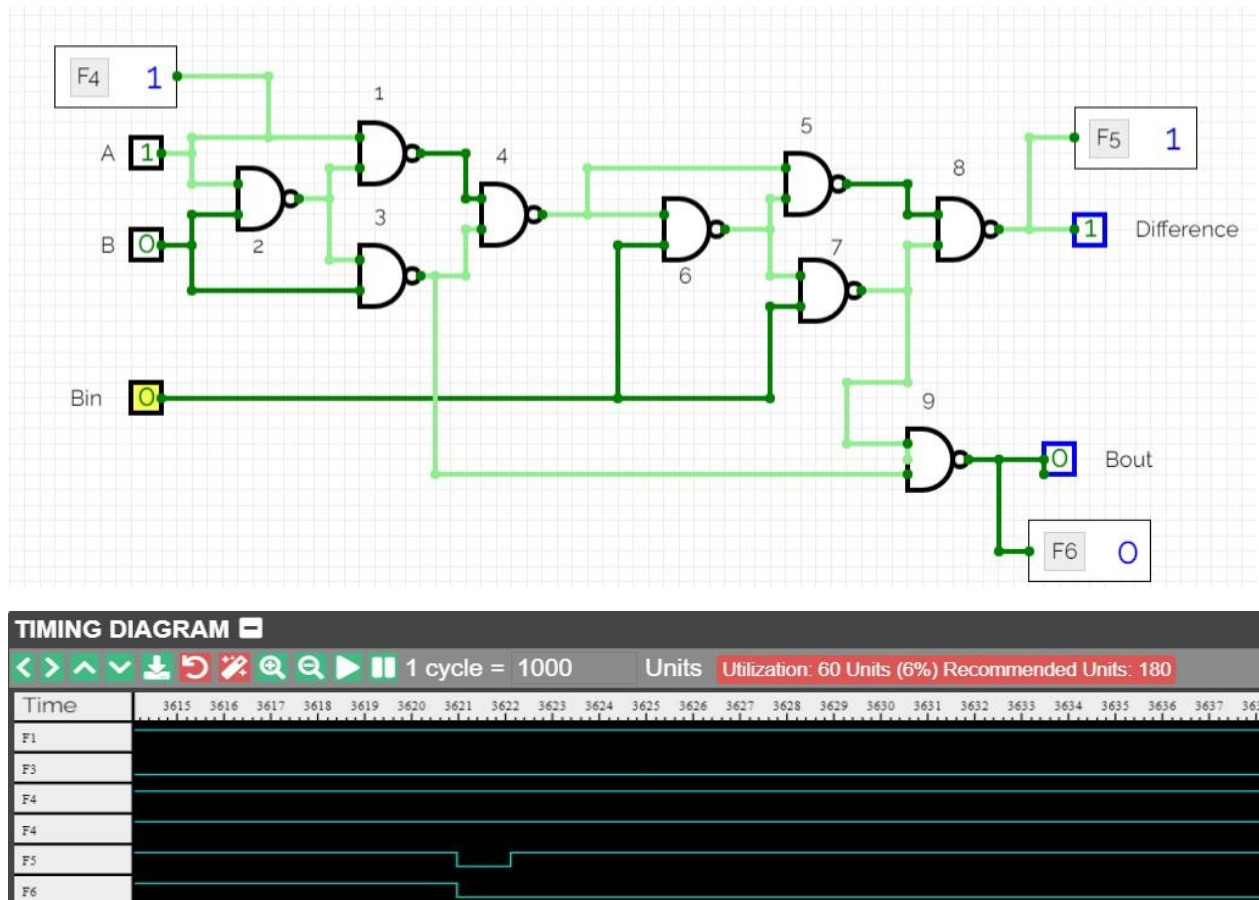 F4 1
1
A 1
4
5
F5 1
8
3
B 0
2
6
7
1 Difference
Bin 0
9
0 Bout
F6 0
TIMING DIAGRAM
1 cycle = 1000 Units Utilization: 60 Units (6%) Recommended Units: 180
Time 3615 3616 3617 3618 3619 3620 3621 3622 3623 3624 3625 3626 3627 3628 3629 3630 3631 3632 3633 3634 3635 3636 3637
F1
F3
F4
F4
F5
F6